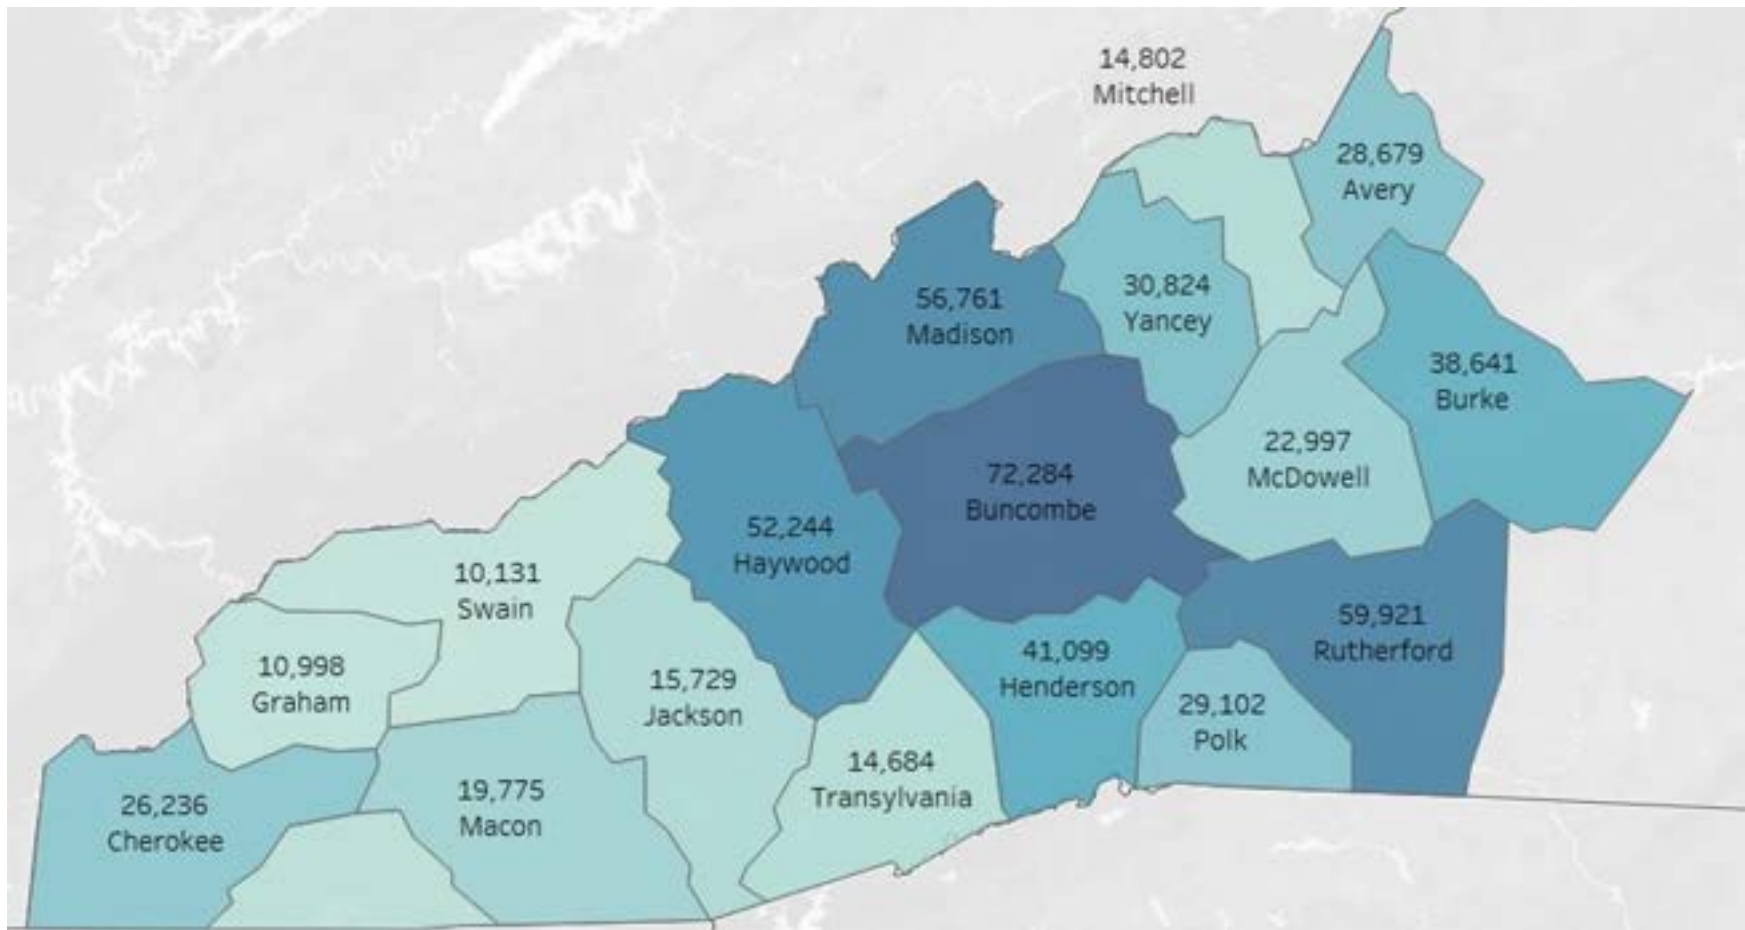 14,802
Mitchell
28,679
Avery
56,761
Madison
30,824
Yancey
38,641
Burke
22,997
McDowell
72,284
Buncombe
52,244
Haywood
10,131
Swain
59,921
Rutherford
41,099
Henderson
10,998
Graham
15,729
Jackson
29,102
Polk
14,684
Transylvania
26,236
Cherokee
19,775
Macon